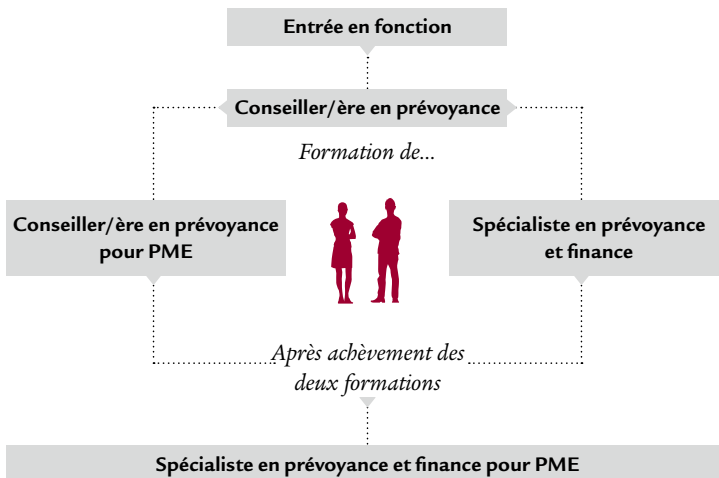 Entrée en fonction
Conseiller/ère en prévoyance
Formation de...
Conseiller/ère en prévoyance
pour PME
Spécialiste en prévoyance
et finance
Après achèvement des
deux formations
Spécialiste en prévoyance et finance pour PME